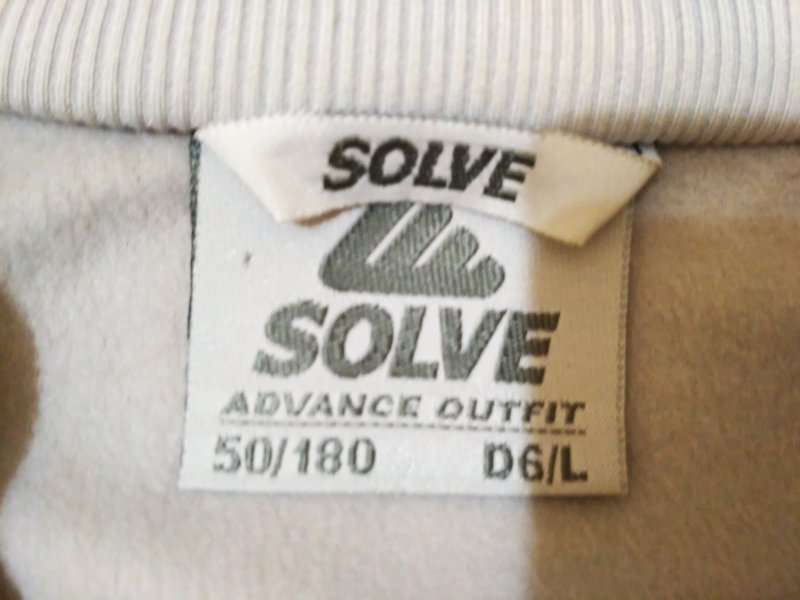 SOLVE
SOLVE
ADVANCE OUTFIT
50/180 D6/L